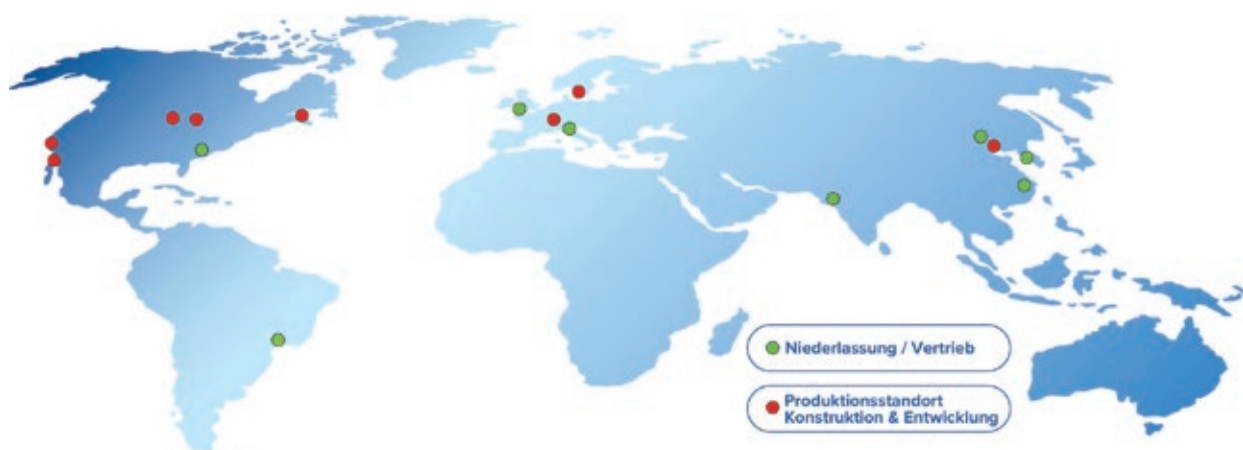 Niederlassung / Vertrieb
Produktionsstandort
Konstruktion & Entwicklung